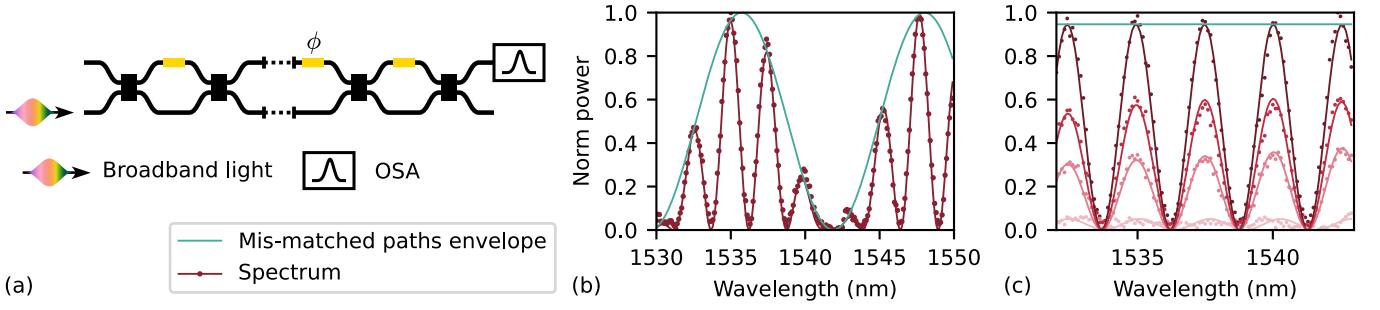 (a)
ϕ
Broadband light
OSA
Mis-matched paths envelope
Spectrum
Norm power
1.0
0.8
0.6
0.4
0.2
0.0
1530
1535
1540
1545
1550
(b)
Wavelength (nm)
1.0
0.8
0.6
0.4
0.2
0.0
1535
1540
(c)
Wavelength (nm)